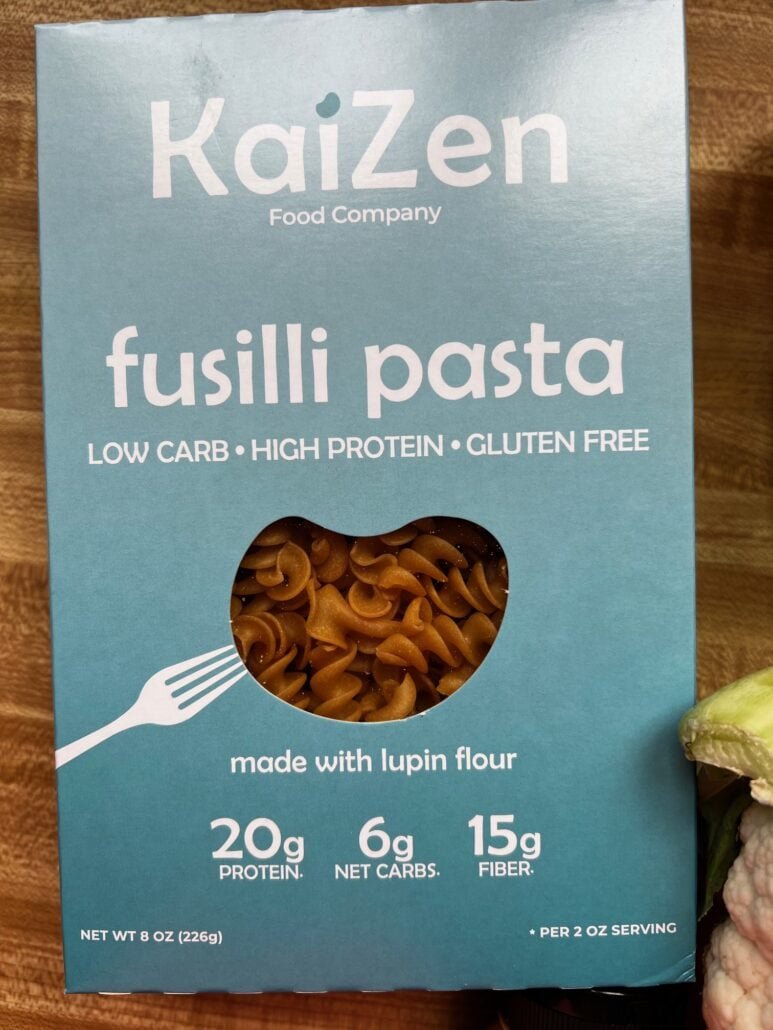 KaiZen
Food Company
fusilli pasta
LOW CARB • HIGH PROTEIN • GLUTEN FREE
made with lupin flour
20g 6g 15g
PROTEIN* NET CARBS* FIBER*
NET WT 8 OZ (226g) * PER 2 OZ SERVING